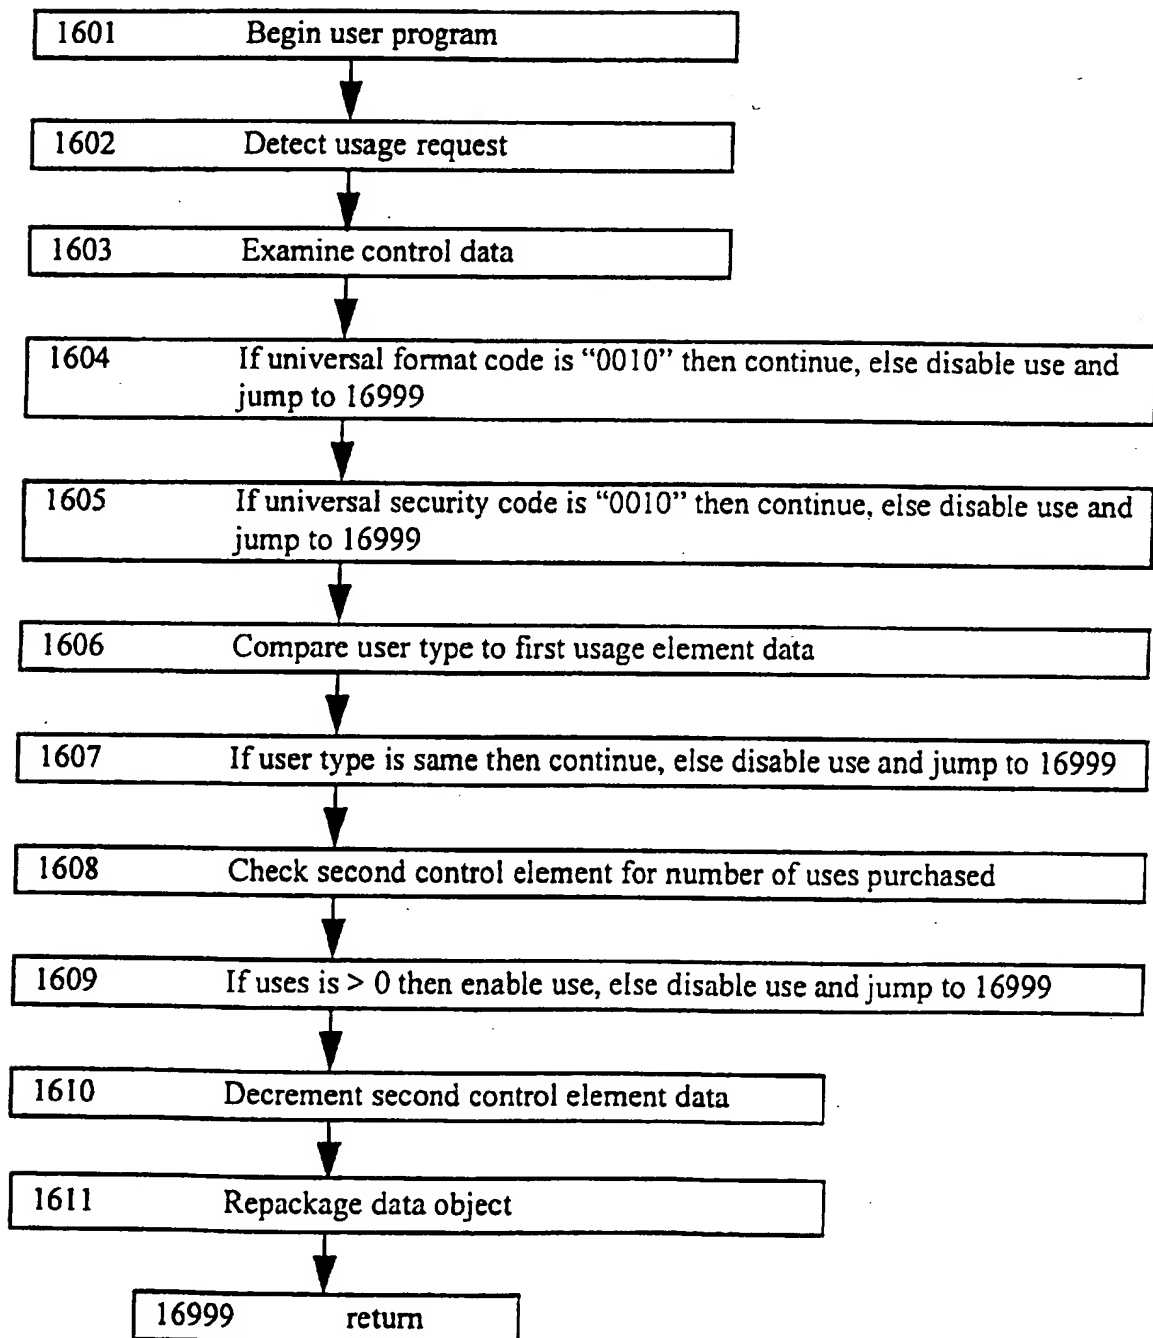 1601 Begin user program
1602 Detect usage request
1603 Examine control data
1604 If universal format code is “0010” then continue, else disable use and
jump to 16999
1605 If universal security code is “0010” then continue, else disable use and
jump to 16999
1606 Compare user type to first usage element data
1607 If user type is same then continue, else disable use and jump to 16999
1608 Check second control element for number of uses purchased
1609 If uses is > 0 then enable use, else disable use and jump to 16999
1610 Decrement second control element data
1611 Repackage data object
16999 return